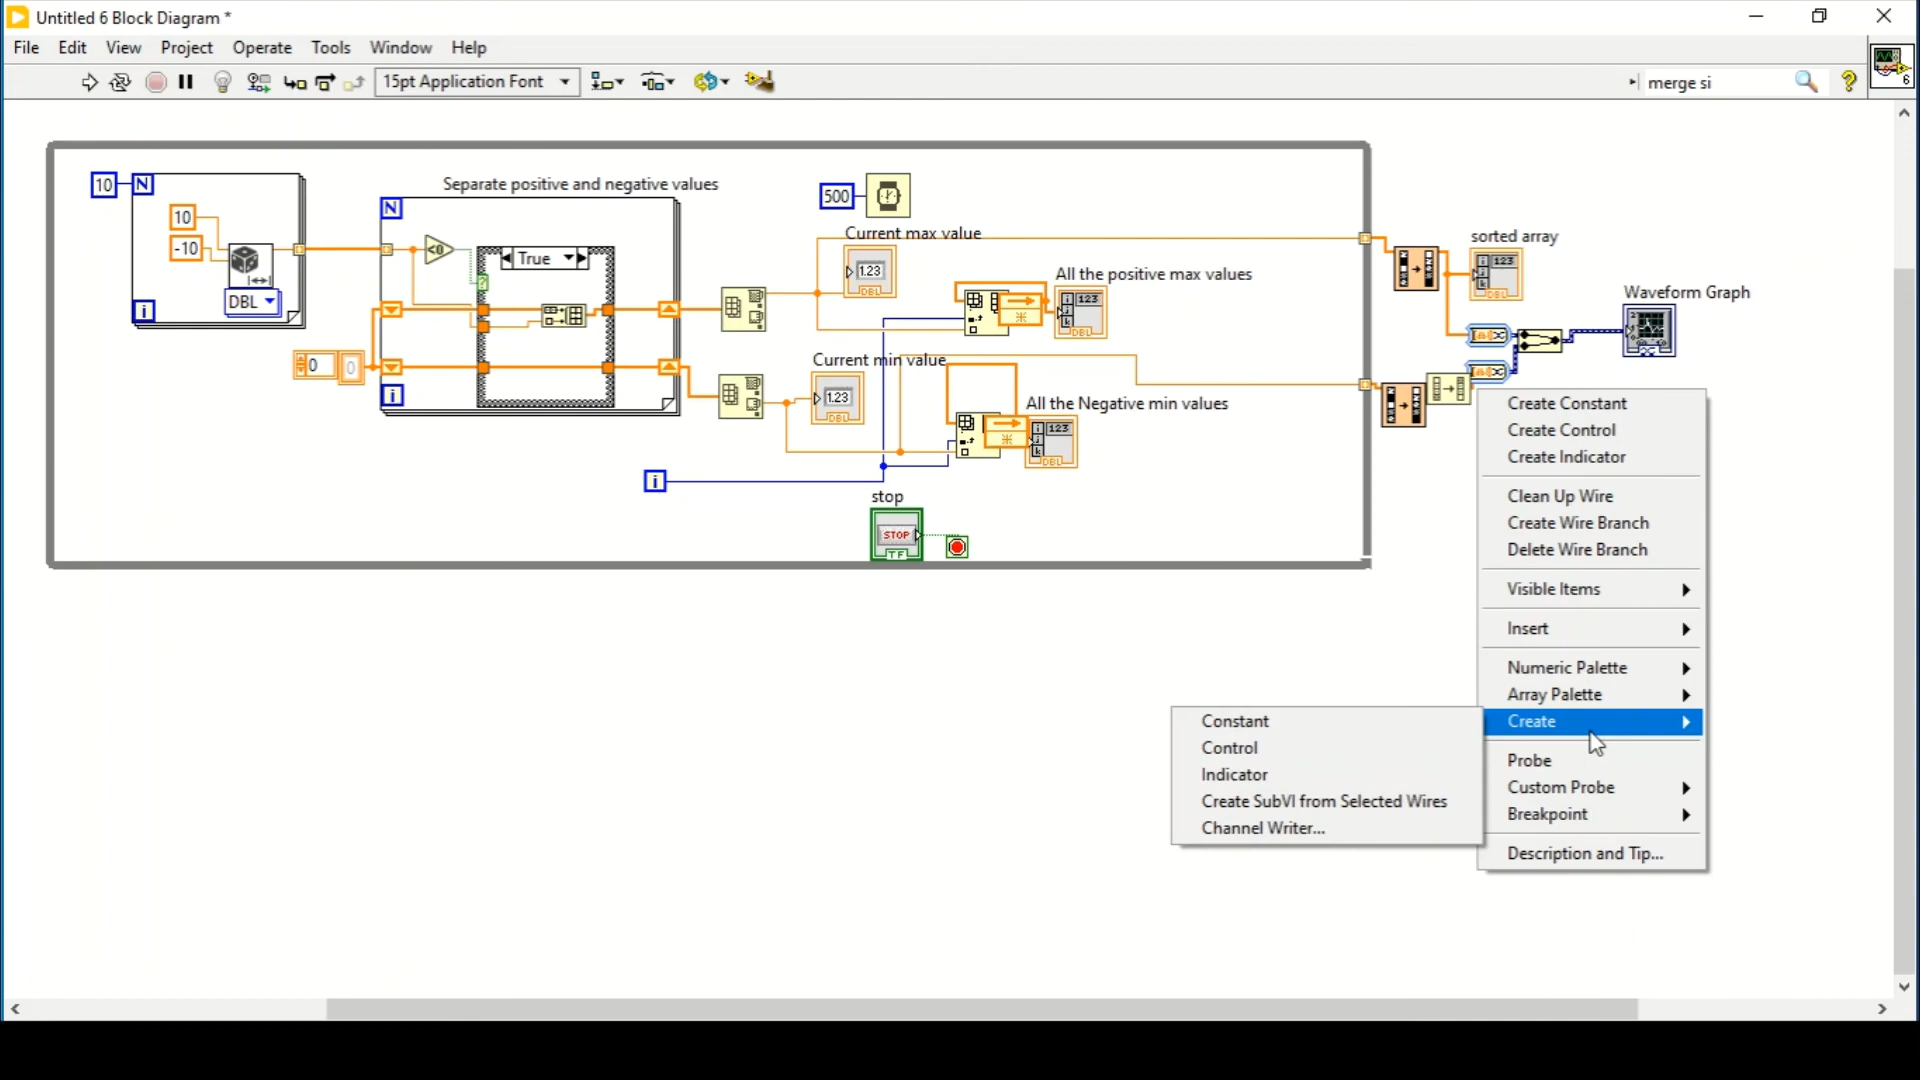 Untitled 6 Block Diagram *
File Edit View Project Operate Tools Window Help
15pt Application Font
merge si
6
10 N
Separate positive and negative values
N
500
10
-10
Current max value
sorted array
<0
True
123
1.23
DBL
DBL
All the positive max values
Waveform Graph
DBL
i
?
123
DBL
Current min value
0
0
i
1.23
DBL
All the Negative min values
123
DBL
i
stop
STOP
TF
Create Constant
Create Control
Create Indicator
Clean Up Wire
Create Wire Branch
Delete Wire Branch
Visible Items
Insert
Numeric Palette
Array Palette
Create
Probe
Custom Probe
Breakpoint
Description and Tip...
Constant
Control
Indicator
Create SubVI from Selected Wires
Channel Writer...